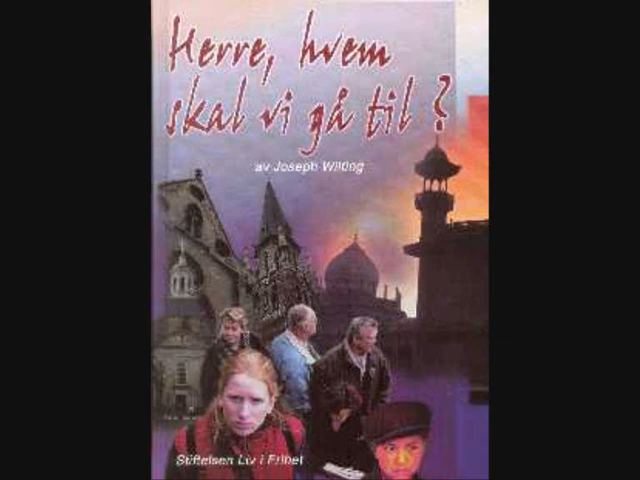 Herre, hvem
skal vi gå til ?
av Joseph Wilting
Stiftelsen Liv i Frihet